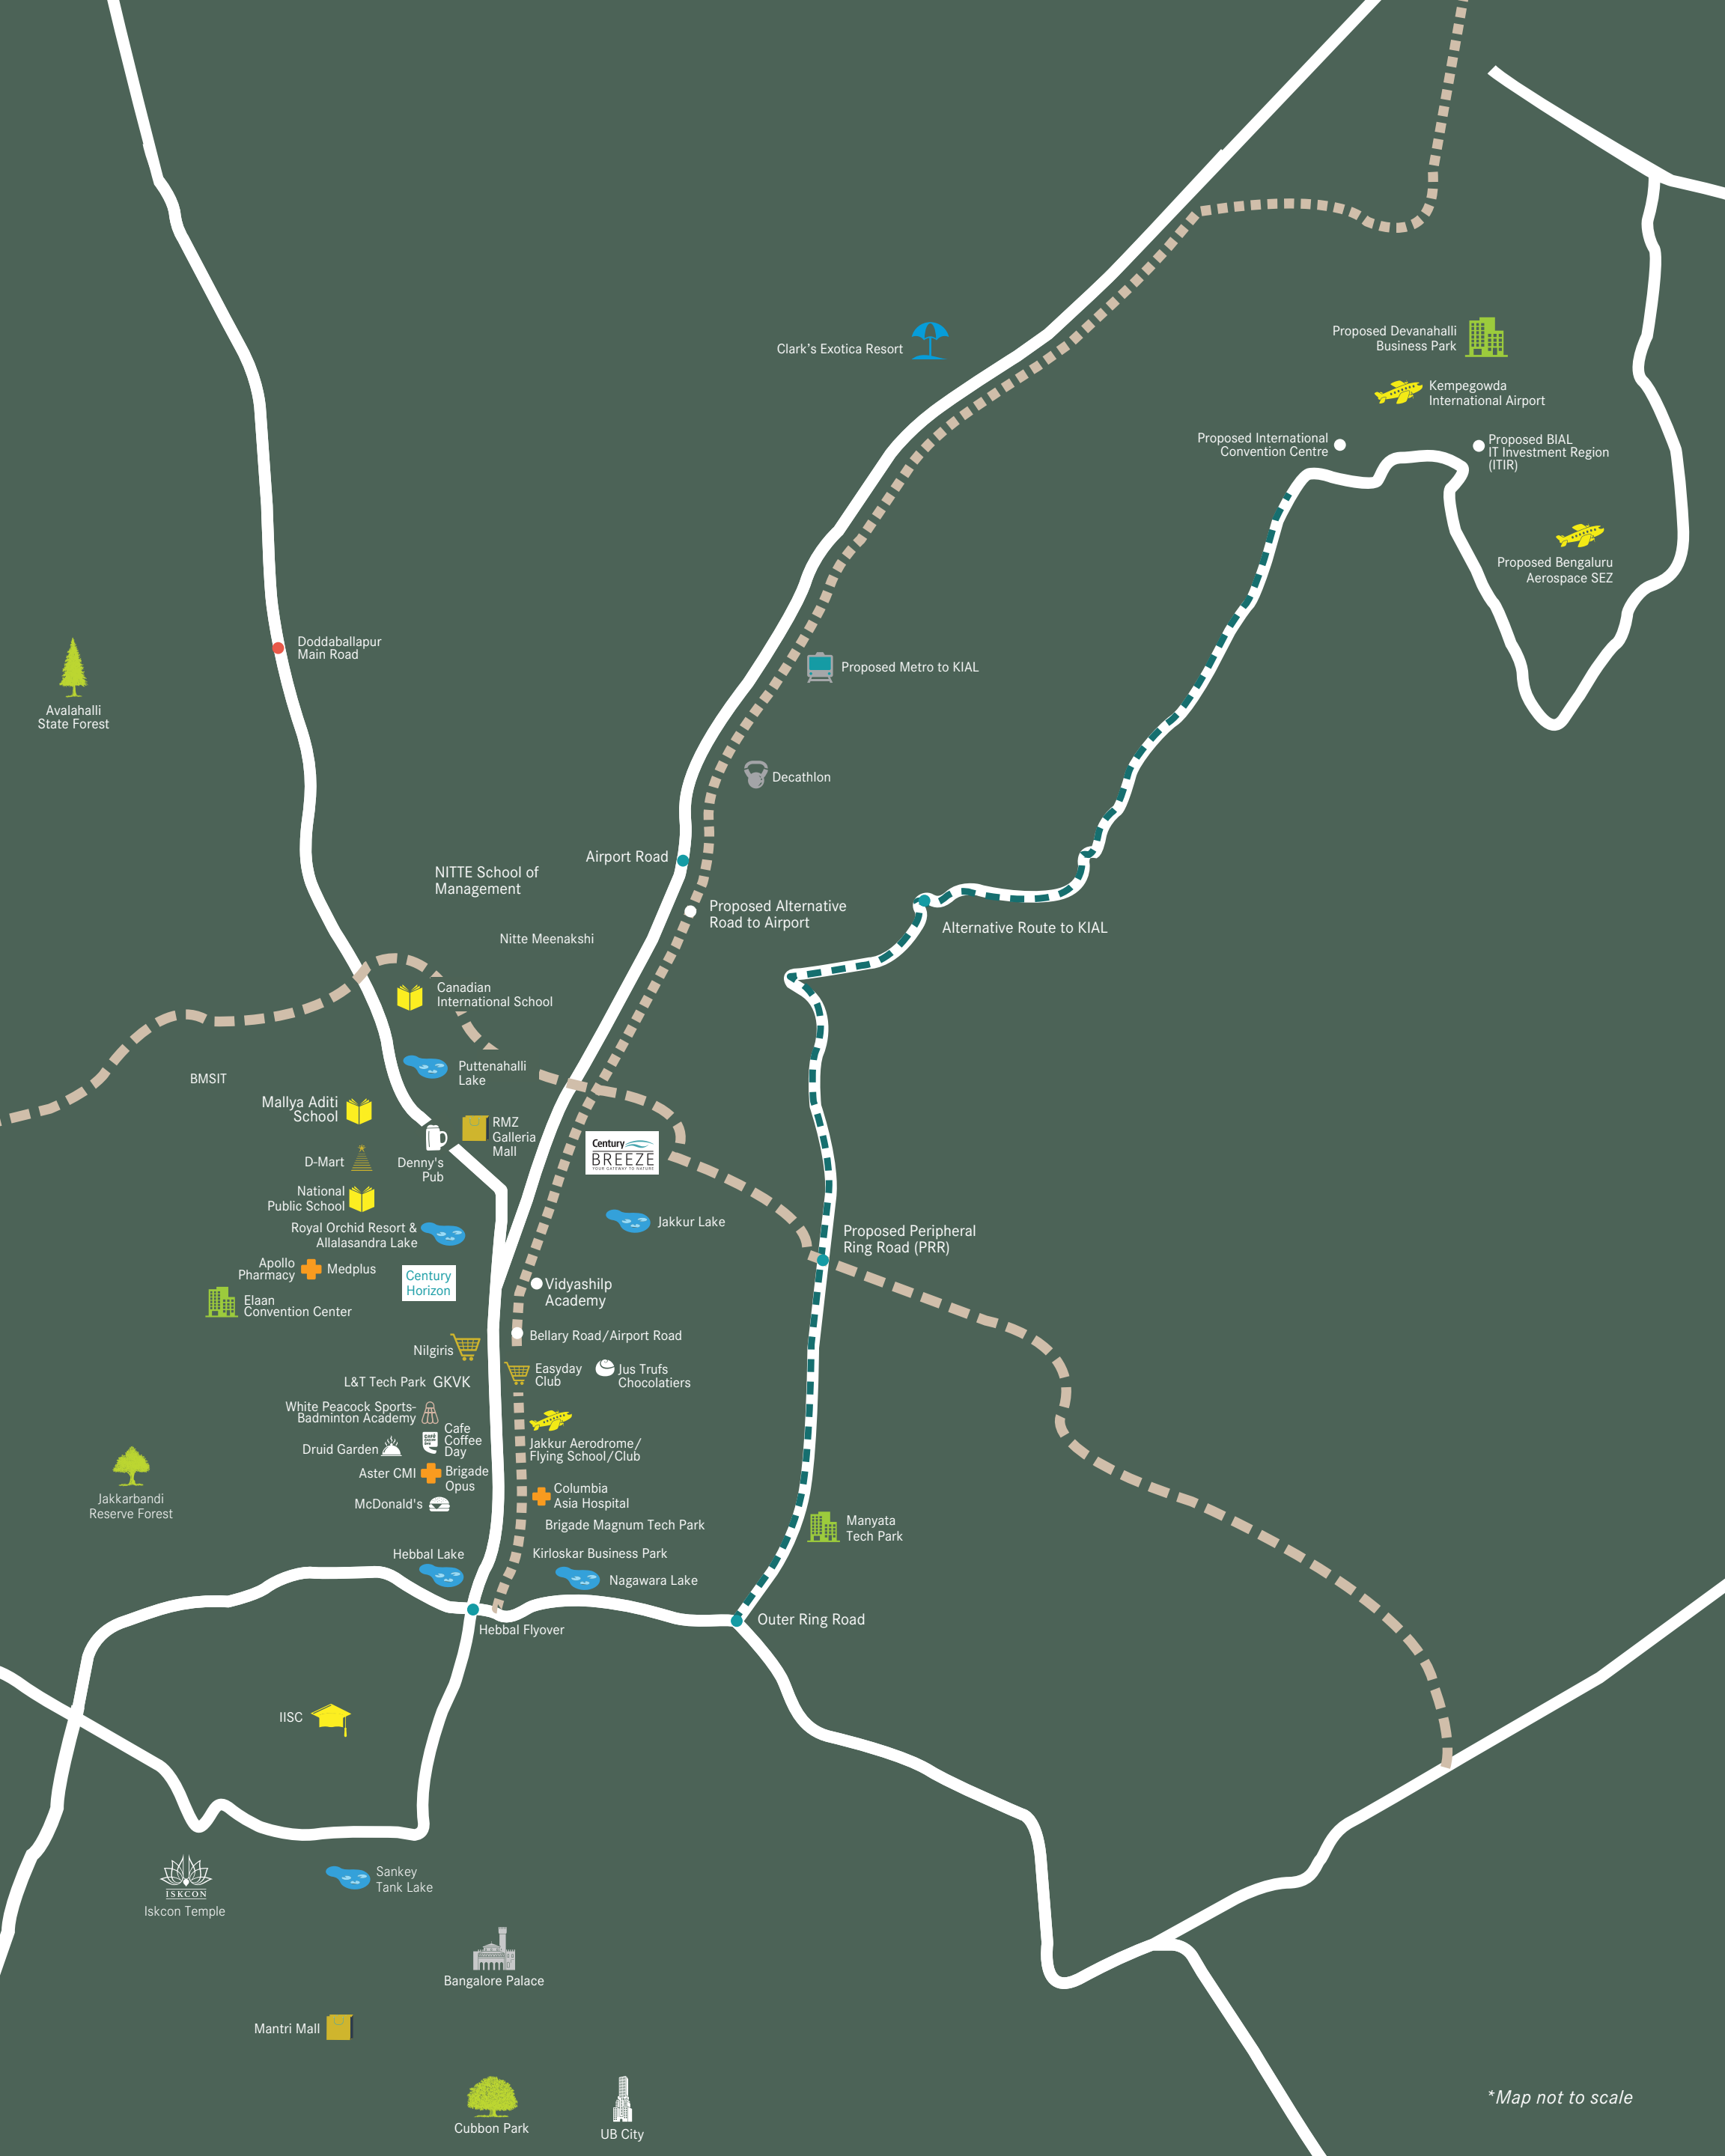 Clark's Exotica Resort
Proposed Devanahalli
Business Park
Kempegowda
International Airport
Proposed International
Convention Centre
Proposed BIAL
IT Investment Region
(ITIR)
Proposed Bengaluru
Aerospace SEZ
Doddaballapur
Main Road
Avalahalli
State Forest
Proposed Metro to KIAL
Decathlon
Airport Road
NITTE School of
Management
Proposed Alternative
Road to Airport
Alternative Route to KIAL
Nitte Meenakshi
Canadian
International School
Puttenahalli
Lake
BMSIT
Mallya Aditi
School
RMZ
Galleria
Mall
Century
BREEZE
YOUR GATEWAY TO NATURE
D-Mart
Denny's
Pub
National
Public School
Royal Orchid Resort &
Allalasandra Lake
Jakkur Lake
Proposed Peripheral
Ring Road (PRR)
Apollo
Pharmacy
Medplus
Century
Horizon
Elaan
Convention Center
Vidyashilp
Academy
Bellary Road/Airport Road
Nilgiris
Easyday
Club
Jus Trufs
Chocolatiers
L&T Tech Park
GKVK
White Peacock Sports-
Badminton Academy
Cafe
Coffee
Day
Druid Garden
Jakkur Aerodrome/
Flying School/Club
Aster CMI
Brigade
Opus
Columbia
Asia Hospital
McDonald's
Jakkarbandi
Reserve Forest
Brigade Magnum Tech Park
Manyata
Tech Park
Hebbal Lake
Kirloskar Business Park
Nagawara Lake
Hebbal Flyover
Outer Ring Road
IISC
ISKCON
Iskcon Temple
Sankey
Tank Lake
Bangalore Palace
Mantri Mall
Cubbon Park
UB City
*Map not to scale